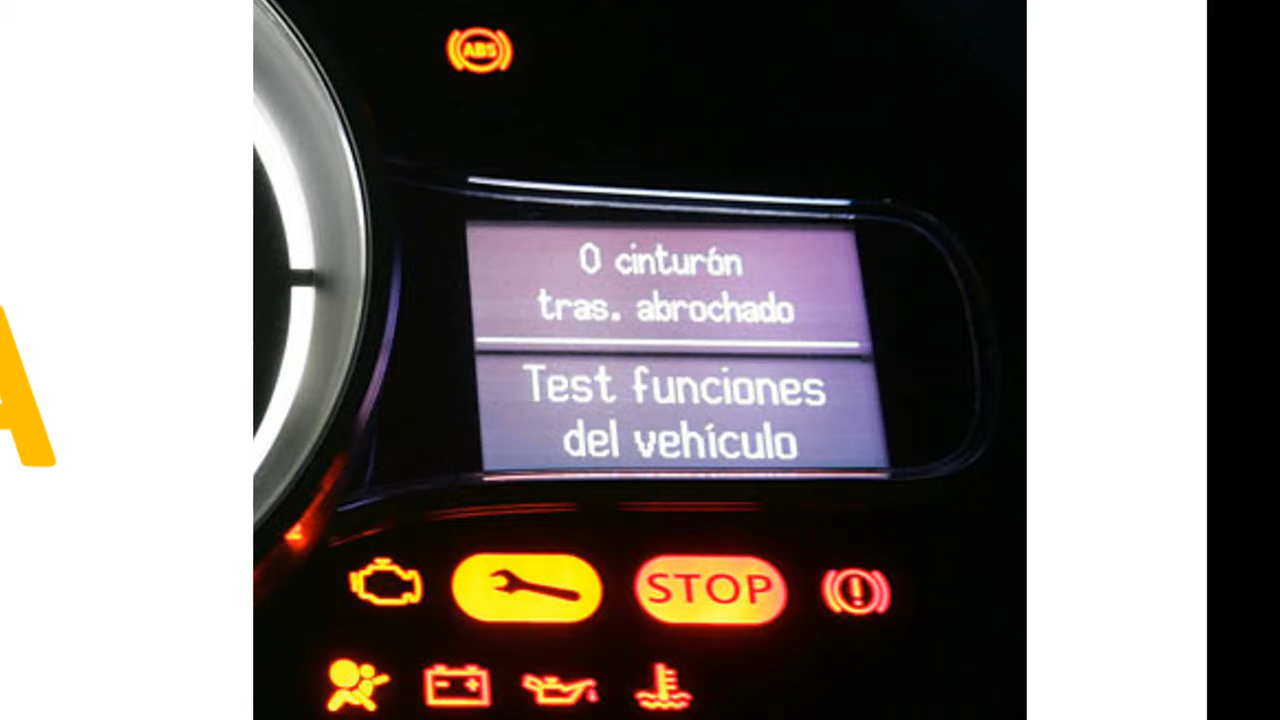 ABS
0 cinturón
tras. abrochado
Test funciones
del vehículo
STOP
A